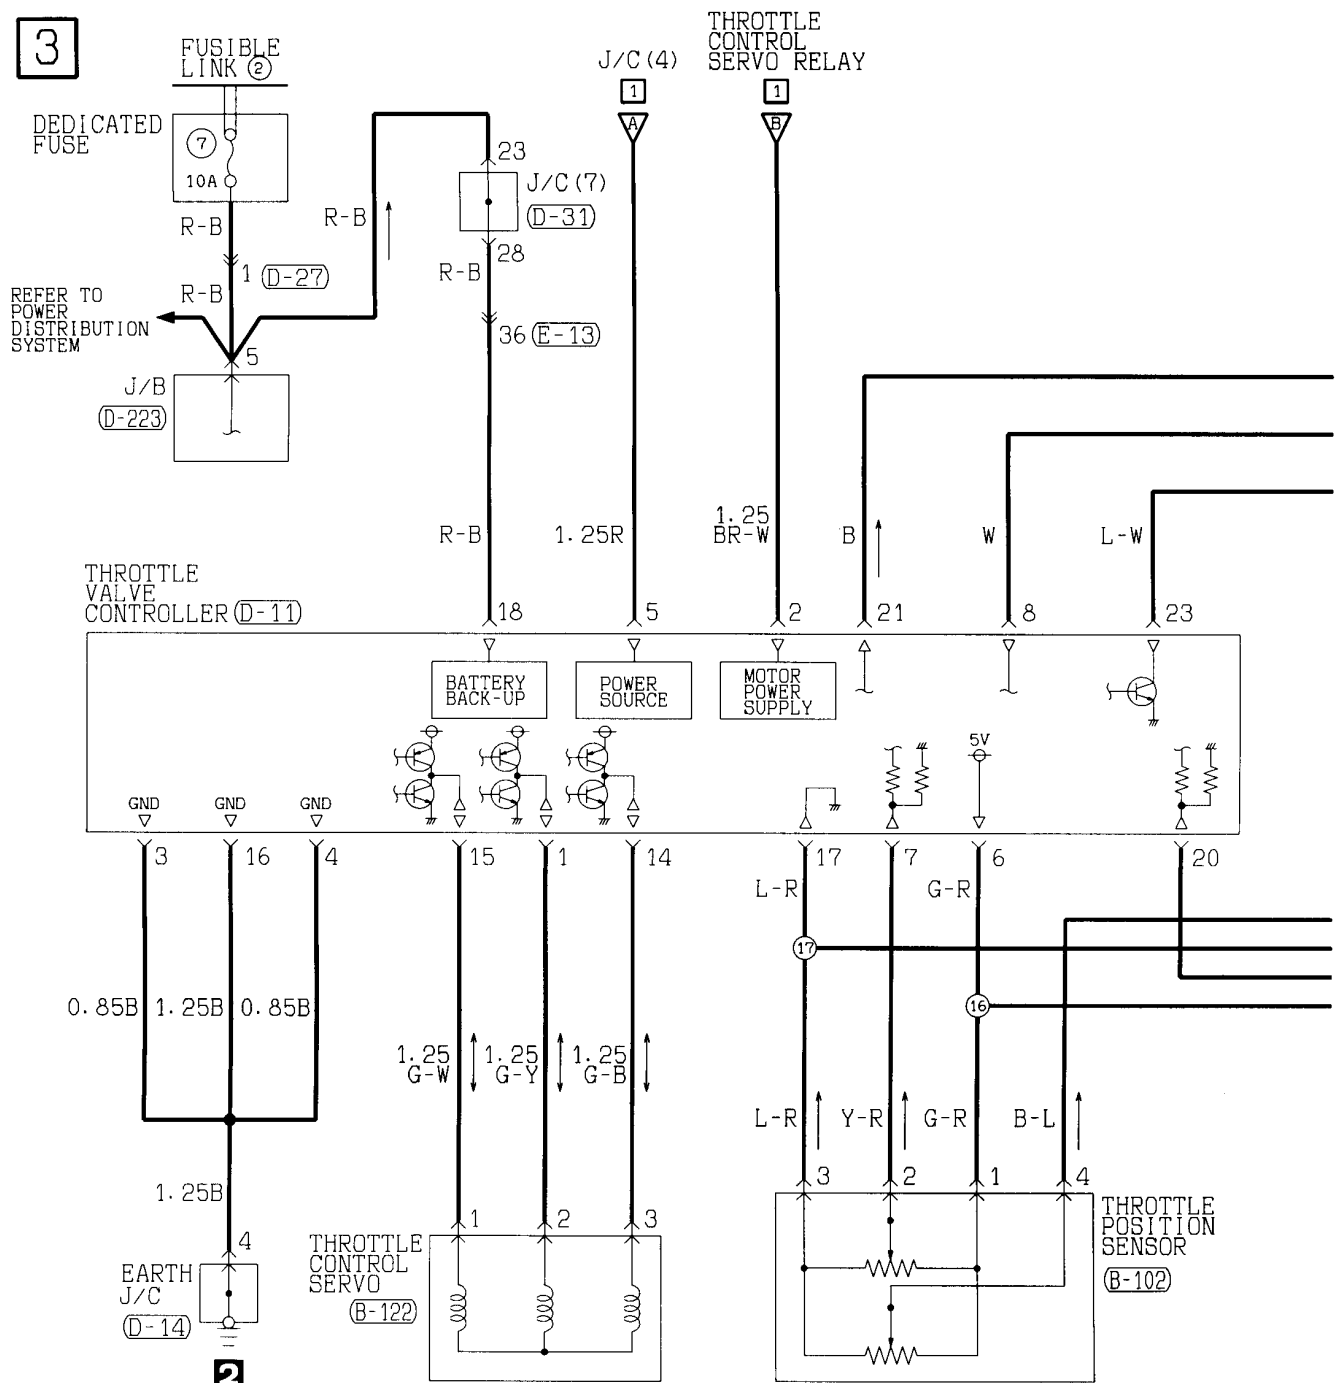 3
FUSIBLE
LINK ②
DEDICATED
FUSE
7
10A
R-B
1 D-27
R-B
REFER TO
POWER
DISTRIBUTION
SYSTEM
5
J/B
D-223
R-B
23
J/C(7)
D-31
28
R-B
36 E-13
R-B
J/C(4)
1
A
1.25R
THROTTLE
CONTROL
SERVO RELAY
1
B
1.25
BR-W
B
W
L-W
THROTTLE
VALVE
CONTROLLER D-11
18
5
2
21
8
23
BATTERY
BACK-UP
POWER
SOURCE
MOTOR
POWER
SUPPLY
5V
GND
GND
GND
3
16
4
15
1
14
17
7
6
20
L-R
G-R
17
16
0.85B
1.25B
0.85B
1.25
G-W
1.25
G-Y
1.25
G-B
L-R
Y-R
G-R
B-L
1.25B
4
EARTH
J/C
D-14
2
1
2
3
THROTTLE
CONTROL
SERVO
B-122
3
2
1
4
THROTTLE
POSITION
SENSOR
B-102